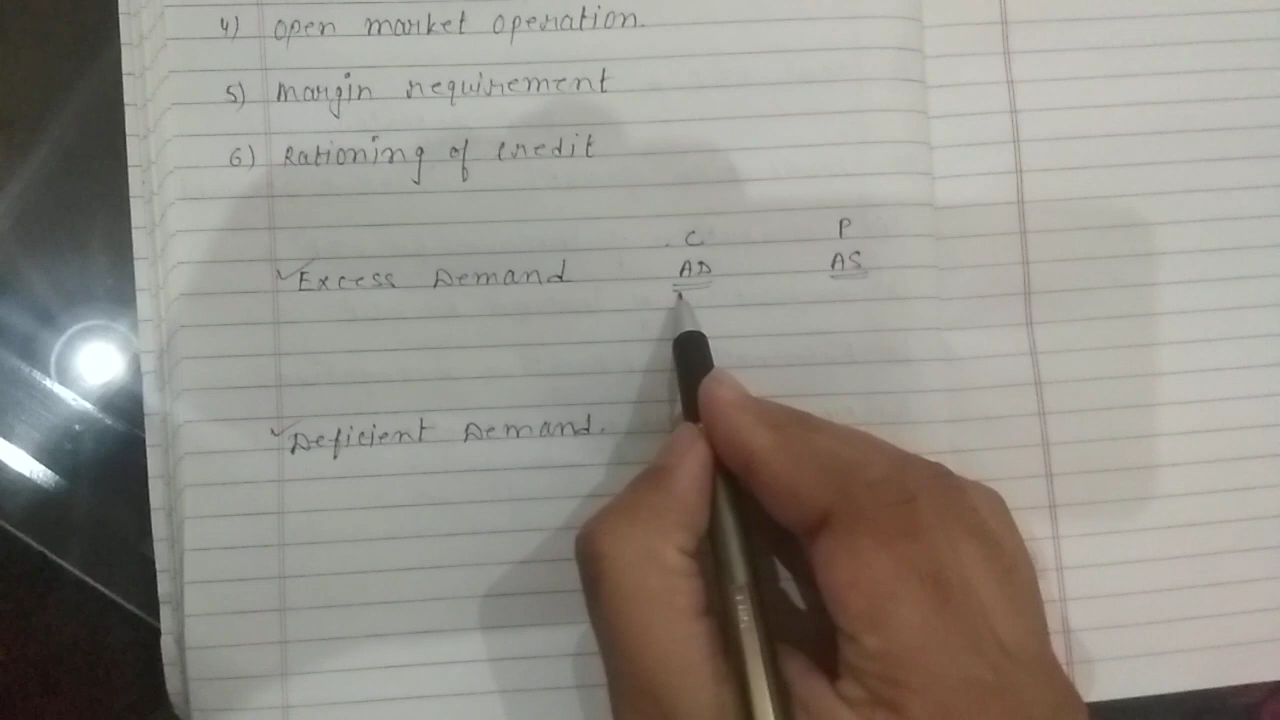 4) open market operation.
5) Margin requirement
6) Rationing of credit
C P
Excess Demand AD AS
Deficient Demand.